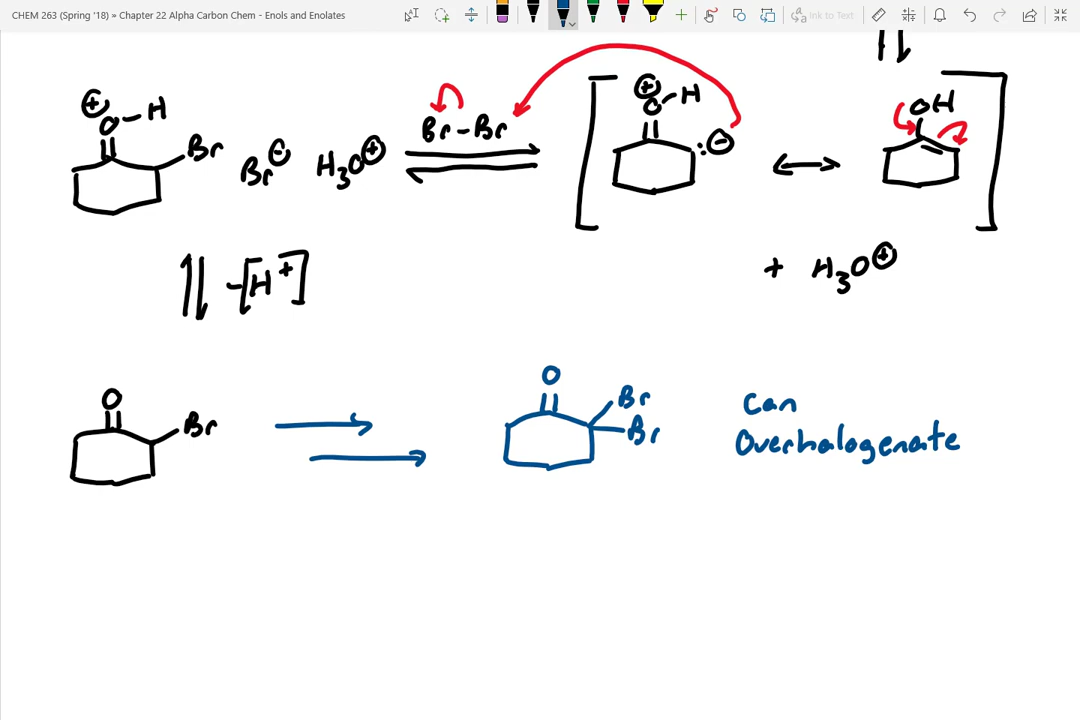 CHEM 263 (Spring '18) » Chapter 22 Alpha Carbon Chem - Enols and Enolates
Ink to Text
⊕
O-H
Br
Br⊖ H3O⊕
Br-Br
⊕
O-H
:⊖
OH
+ H3O⊕
-[H+]
O
Br
O
Br
Br
Can
Overhalogenate